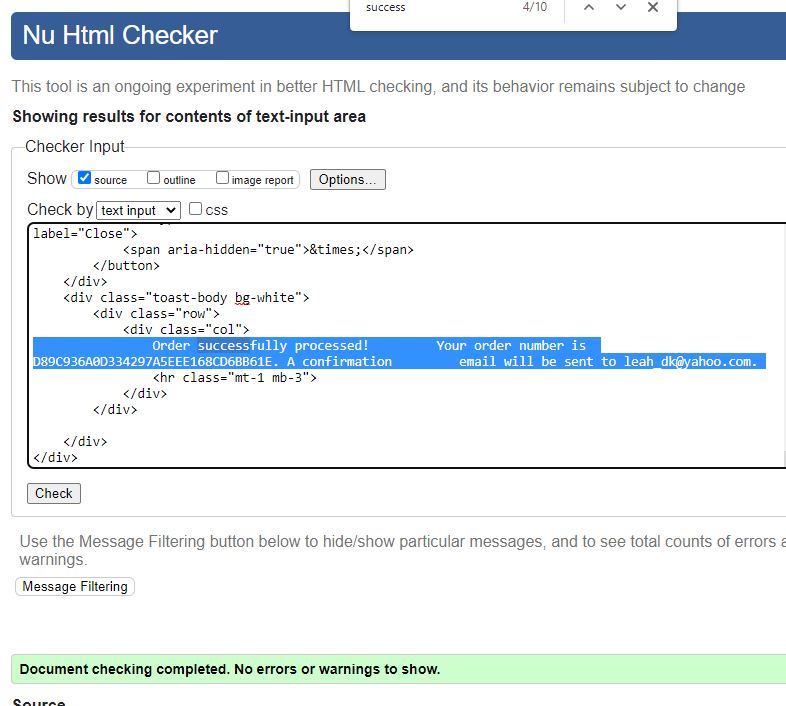 success 4/10
Nu Html Checker
This tool is an ongoing experiment in better HTML checking, and its behavior remains subject to change
Showing results for contents of text-input area
Checker Input
Show source outline image report Options...
Check by text input css
label="Close">
<span aria-hidden="true">&times;</span>
</button>
</div>
<div class="toast-body bg-white">
<div class="row">
<div class="col">
Order successfully processed! Your order number is
D89C936A0D334297A5EEE168CD6BB61E. A confirmation email will be sent to leah_dk@yahoo.com.
<hr class="mt-1 mb-3">
</div>
</div>
</div>
</div>
Check
Use the Message Filtering button below to hide/show particular messages, and to see total counts of errors
warnings.
Message Filtering
Document checking completed. No errors or warnings to show.
Source